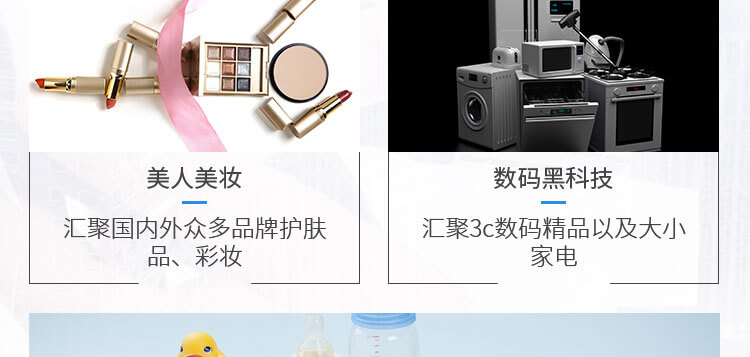 美人美妆
汇聚国内外众多品牌护肤
品、彩妆
数码黑科技
汇聚3c数码精品以及大小
家电